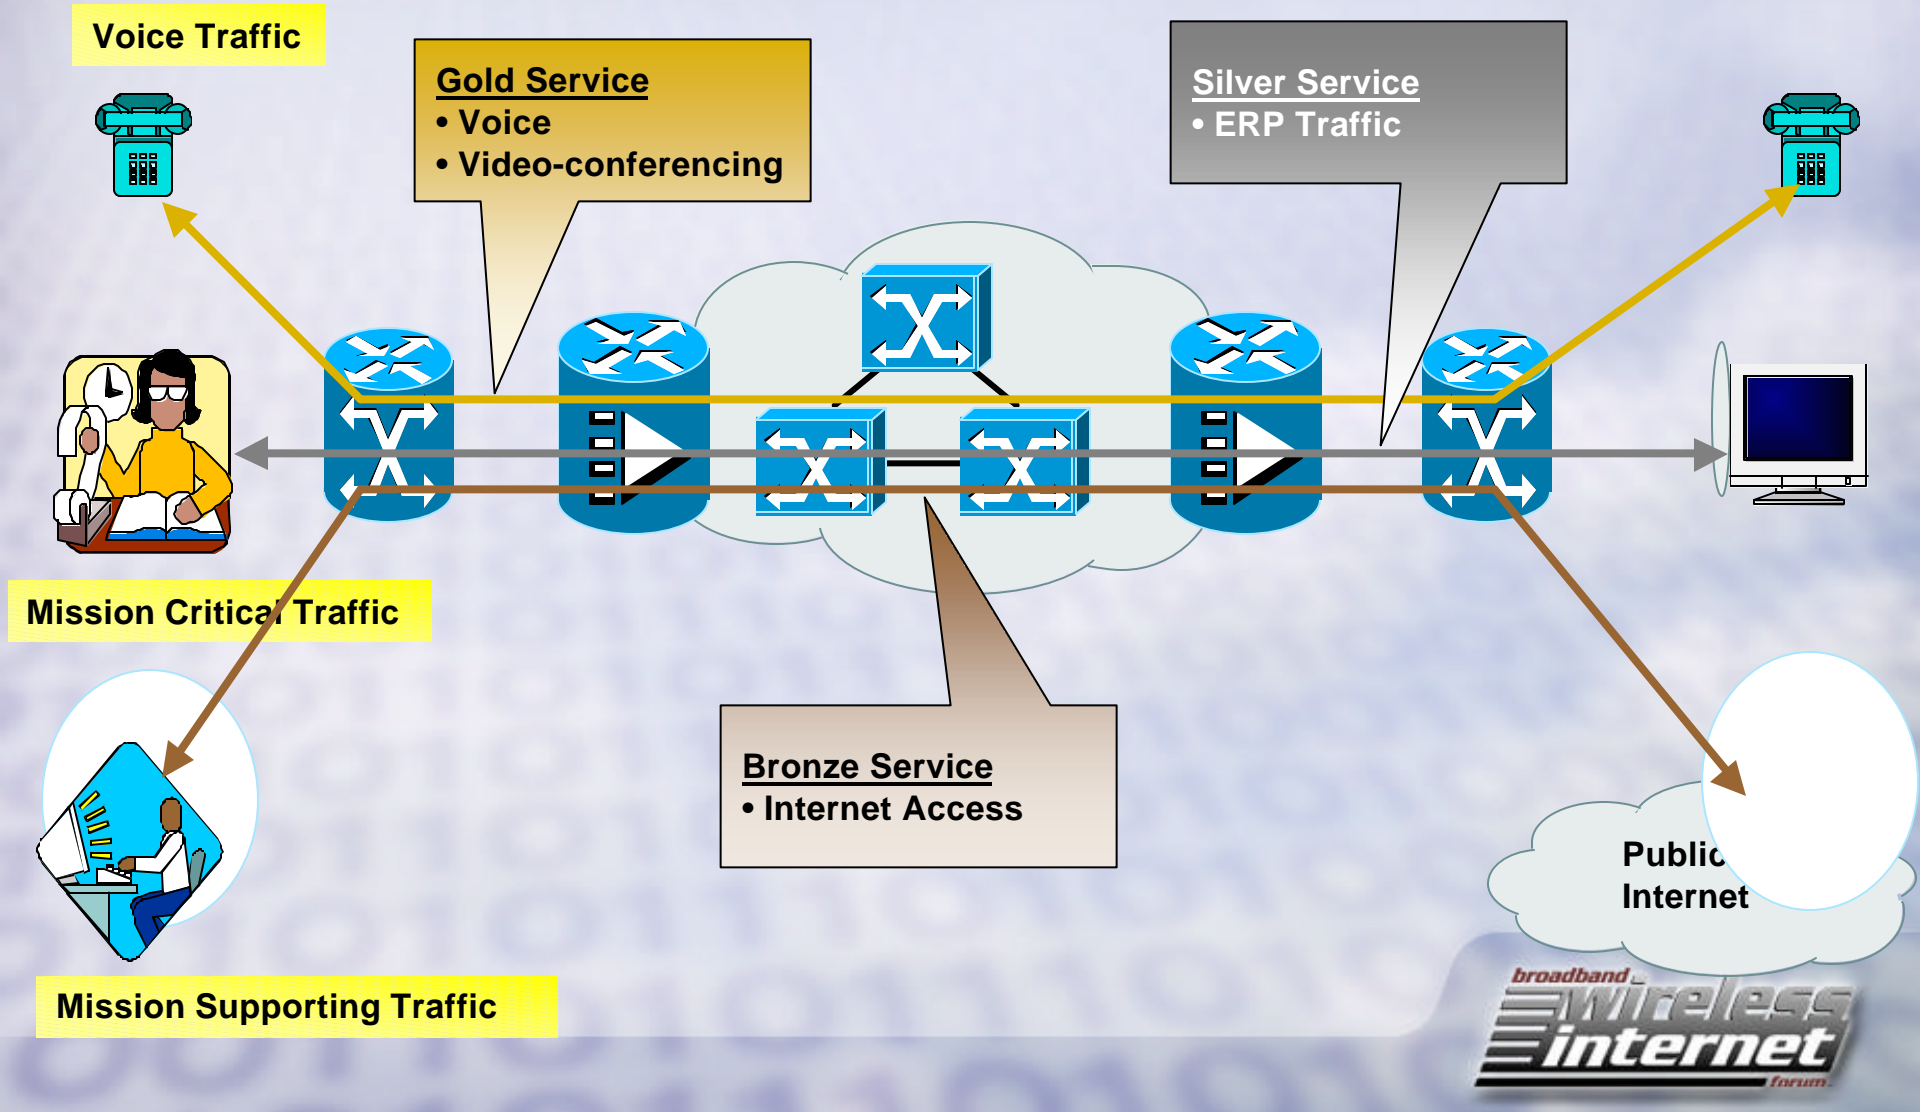 Voice Traffic
Gold Service
• Voice
• Video-conferencing
Silver Service
• ERP Traffic
Mission Critical Traffic
Bronze Service
• Internet Access
Public
Internet
Mission Supporting Traffic
broadband
wireless
internet
forum